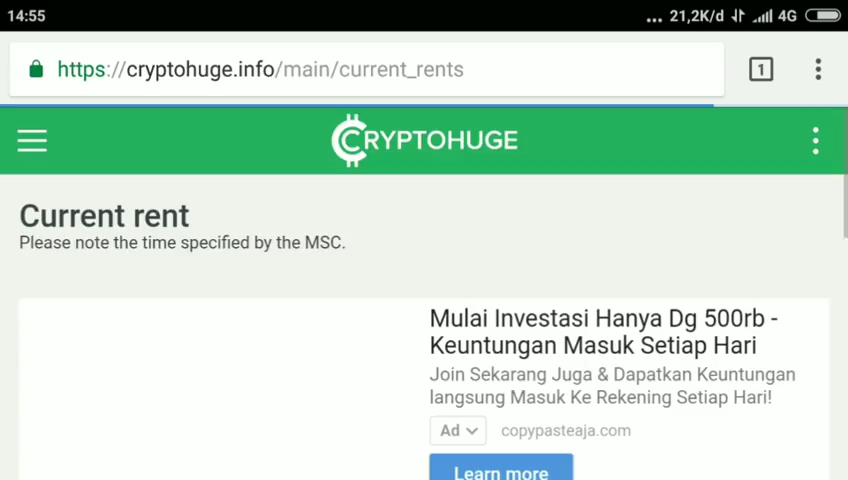 14:55
... 21,2K/d 4G
https://cryptohuge.info/main/current_rents
1
CRYPTOHUGE
Current rent
Please note the time specified by the MSC.
Mulai Investasi Hanya Dg 500rb -
Keuntungan Masuk Setiap Hari
Join Sekarang Juga & Dapatkan Keuntungan
langsung Masuk Ke Rekening Setiap Hari!
Ad copypasteaja.com
Learn more